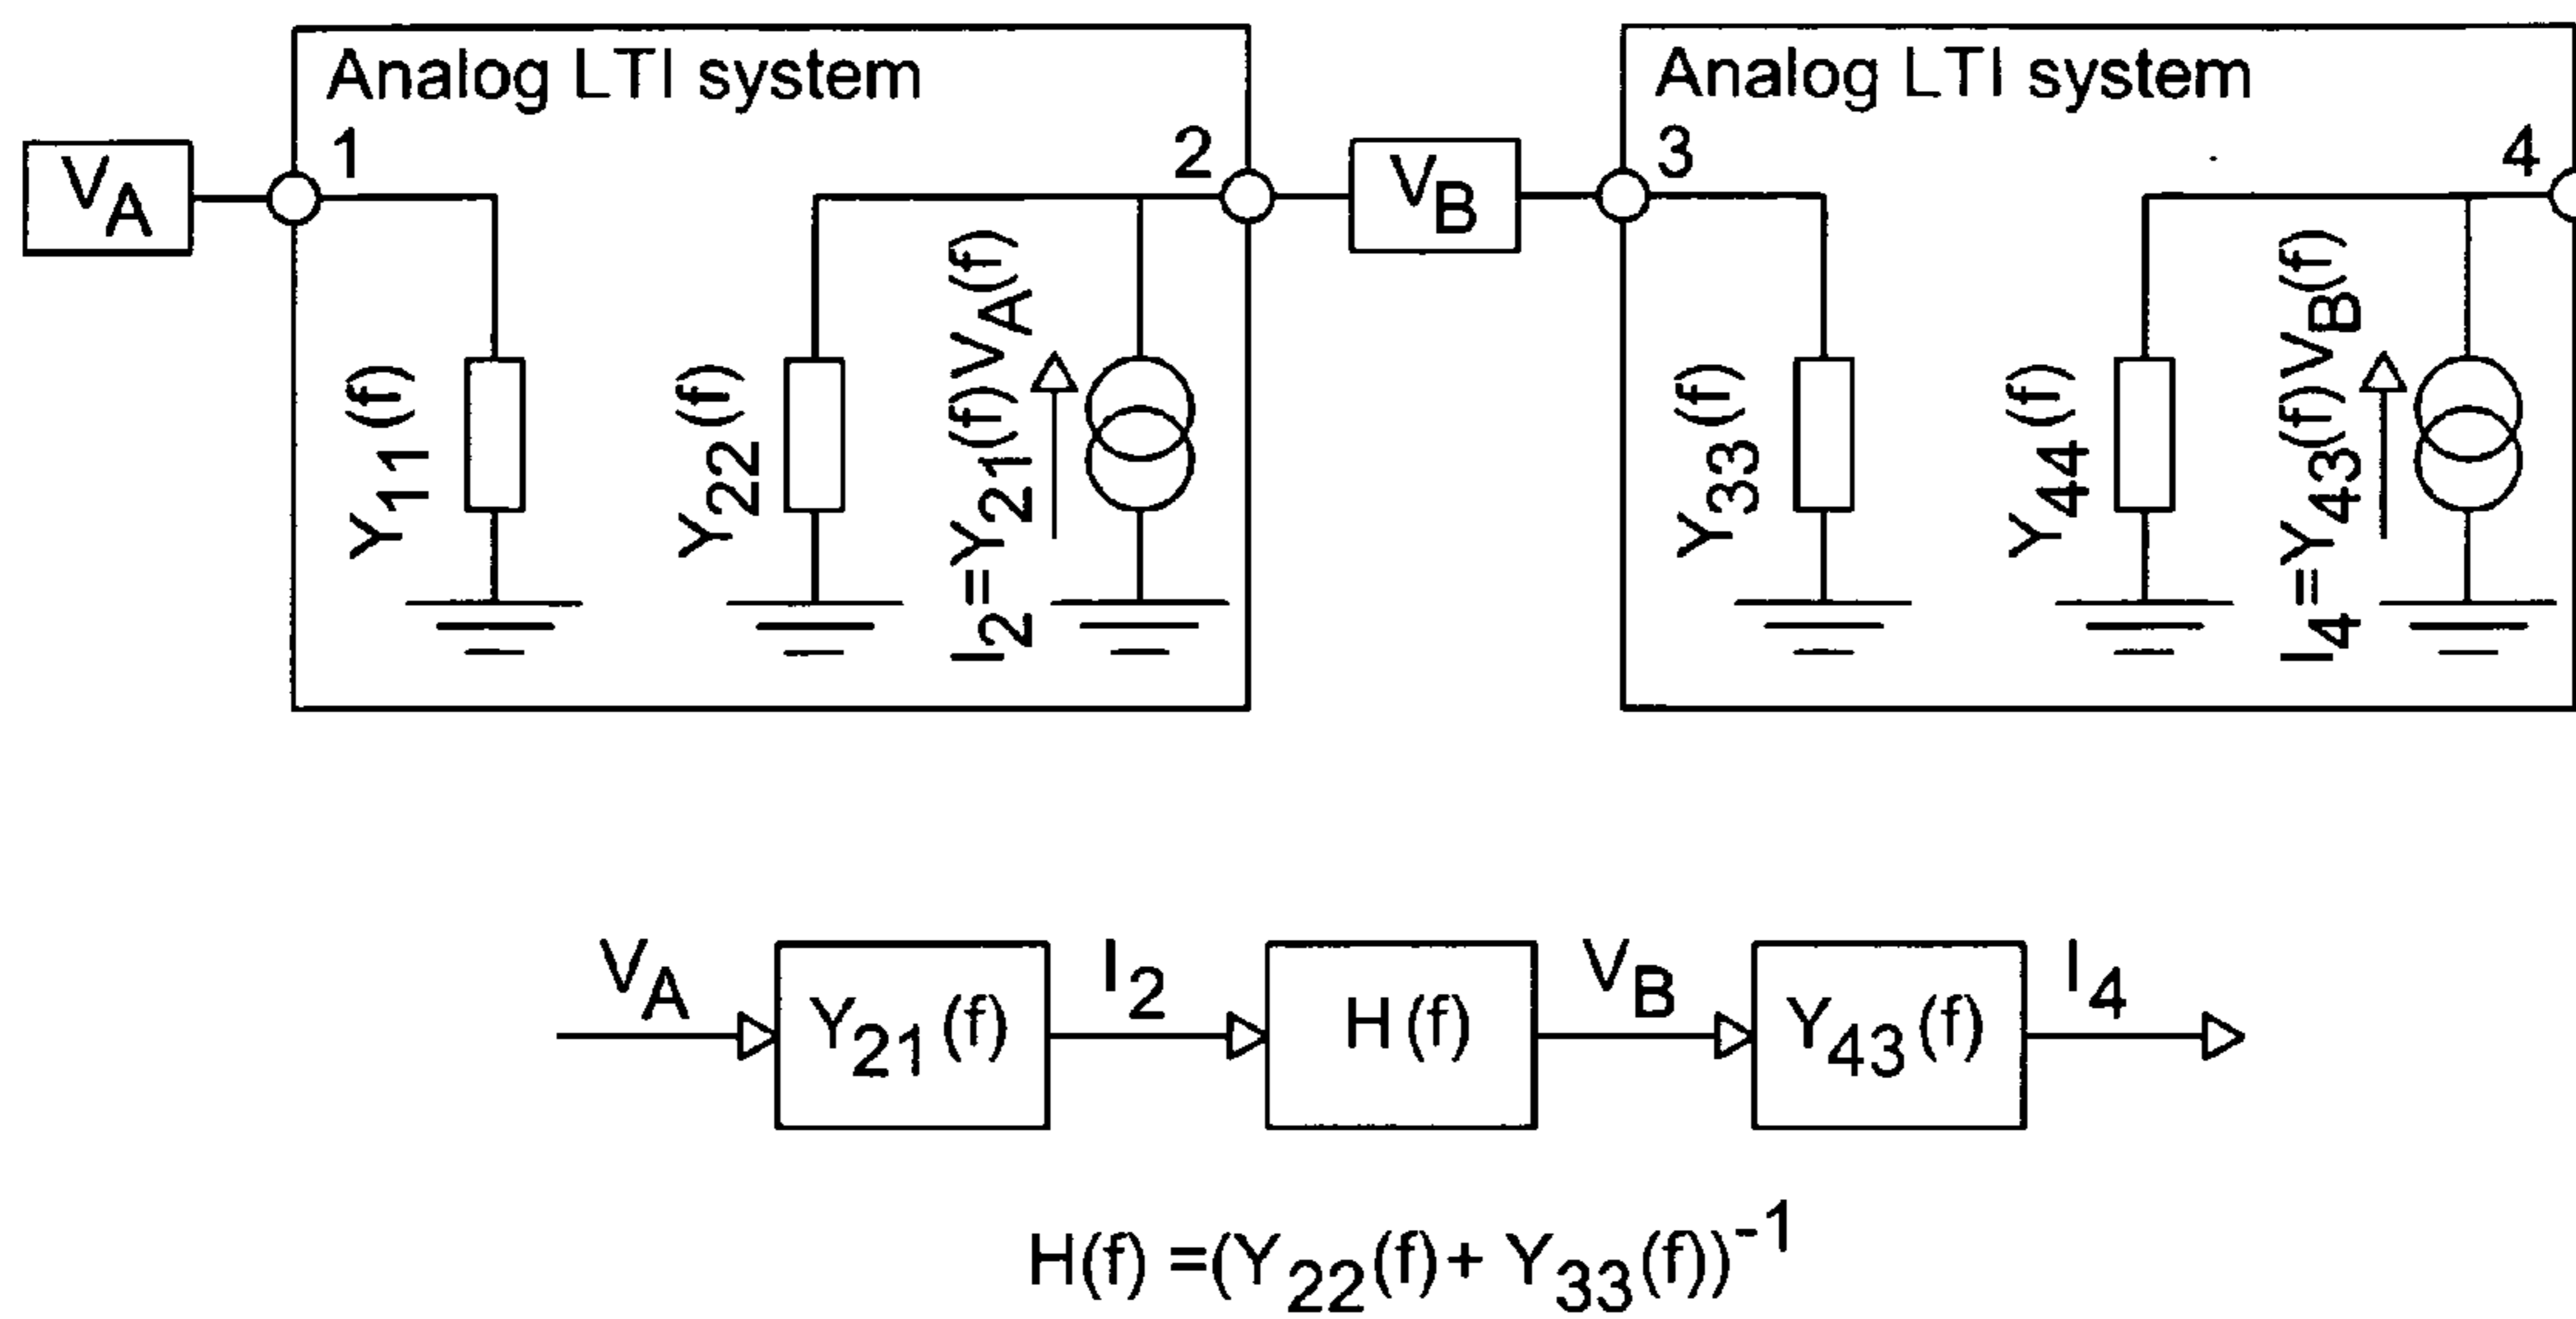 Analog LTI system
Analog LTI system
V_A
1
2
V_B
3
4
Y_11(f)
Y_22(f)
I_2=Y_21(f)V_A(f)
Y_33(f)
Y_44(f)
I_4=Y_43(f)V_B(f)
V_A
Y_21(f)
I_2
H(f)
V_B
Y_43(f)
I_4
H(f) =(Y_22(f)+ Y_33(f))^-1